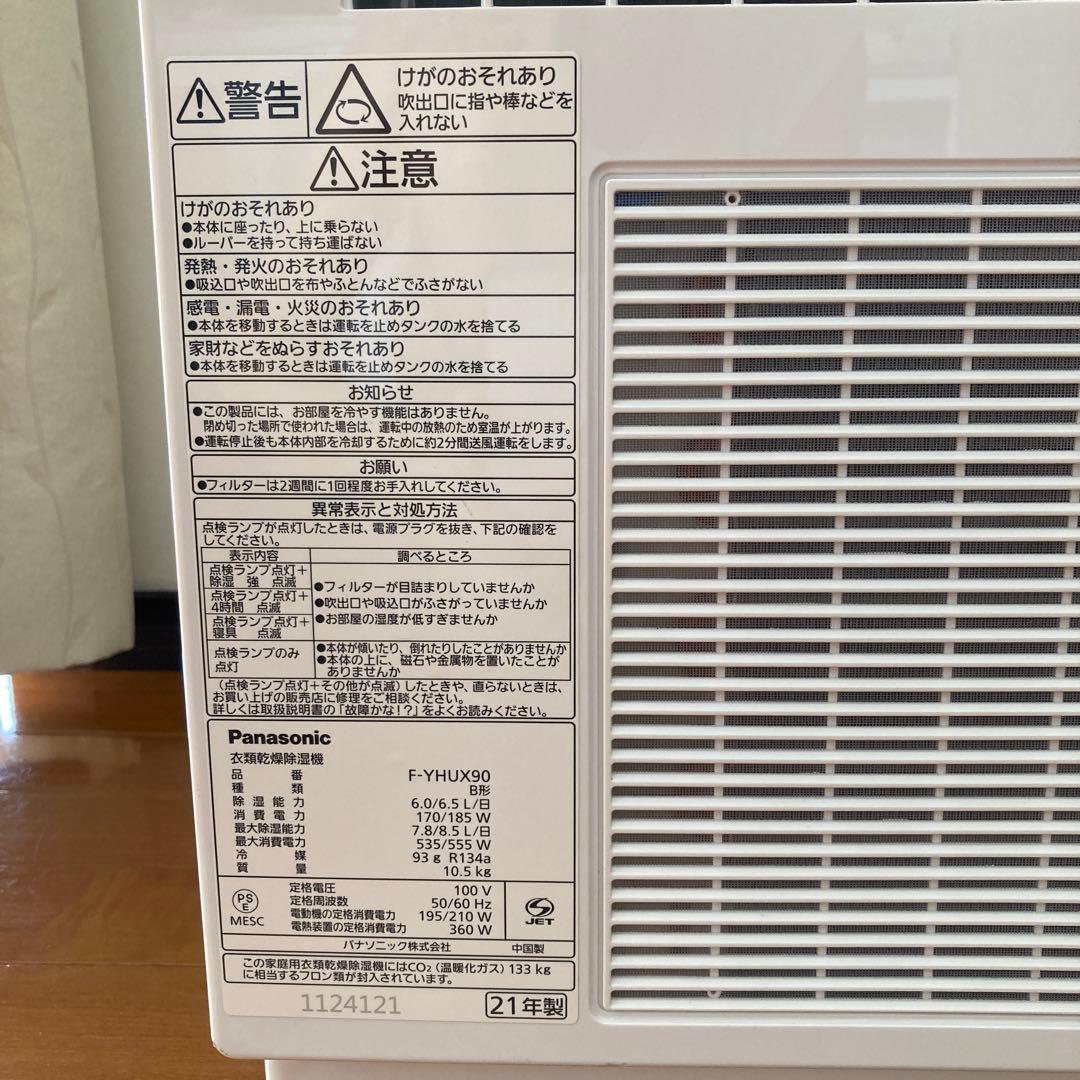 警告
けがのおそれあり
吹出口に指や棒などを
入れない
注意
けがのおそれあり
●本体に座ったり、上に乗らない
●ルーバーを持って持ち運ばない
発熱・発火のおそれあり
●吸込口や吹出口を布やふとんなどでふさがない
感電・漏電・火災のおそれあり
●本体を移動するときは運転を止めタンクの水を捨てる
家財などをぬらすおそれあり
●本体を移動するときは運転を止めタンクの水を捨てる
お知らせ
●この製品には、お部屋を冷やす機能はありません。
閉め切った場所で使われた場合は、運転中の放熱のため室温が上がります。
●運転停止後も本体内部を冷却するために約2分間送風運転をします。
お願い
●フィルターは2週間に1回程度お手入れしてください。
異常表示と対処方法
点検ランプが点灯したときは、電源プラグを抜き、下記の確認を
してください。
表示内容 調べるところ
点検ランプ点灯＋
除湿 強 点滅
点検ランプ点灯＋
4時間 点滅
点検ランプ点灯＋
寝具 点滅
●フィルターが目詰まりしていませんか
●吹出口や吸込口がふさがっていませんか
●お部屋の湿度が低すぎませんか
点検ランプのみ
点灯
●本体が傾いたり、倒れたりしたことがありませんか
●本体の上に、磁石や金属物を置いたことが
ありませんか
（点検ランプ点灯＋その他が点滅）したときや、直らないときは、
お買い上げの販売店に修理をご相談ください。
詳しくは取扱説明書の「故障かな！？」をよくお読みください。
Panasonic
衣類乾燥除湿機
品番 F-YHUX90
種類 B形
除湿能力 6.0/6.5 L/日
消費電力 170/185 W
最大除湿能力 7.8/8.5 L/日
最大消費電力 535/555 W
冷媒 93 g R134a
質量 10.5 kg
PS
E
MESC
定格電圧 100 V
定格周波数 50/60 Hz
電動機の定格消費電力 195/210 W
電熱装置の定格消費電力 360 W
JET
パナソニック株式会社 中国製
この家庭用衣類乾燥除湿機にはCO₂（温暖化ガス）133 kg
に相当するフロン類が封入されています。
1124121 21年製